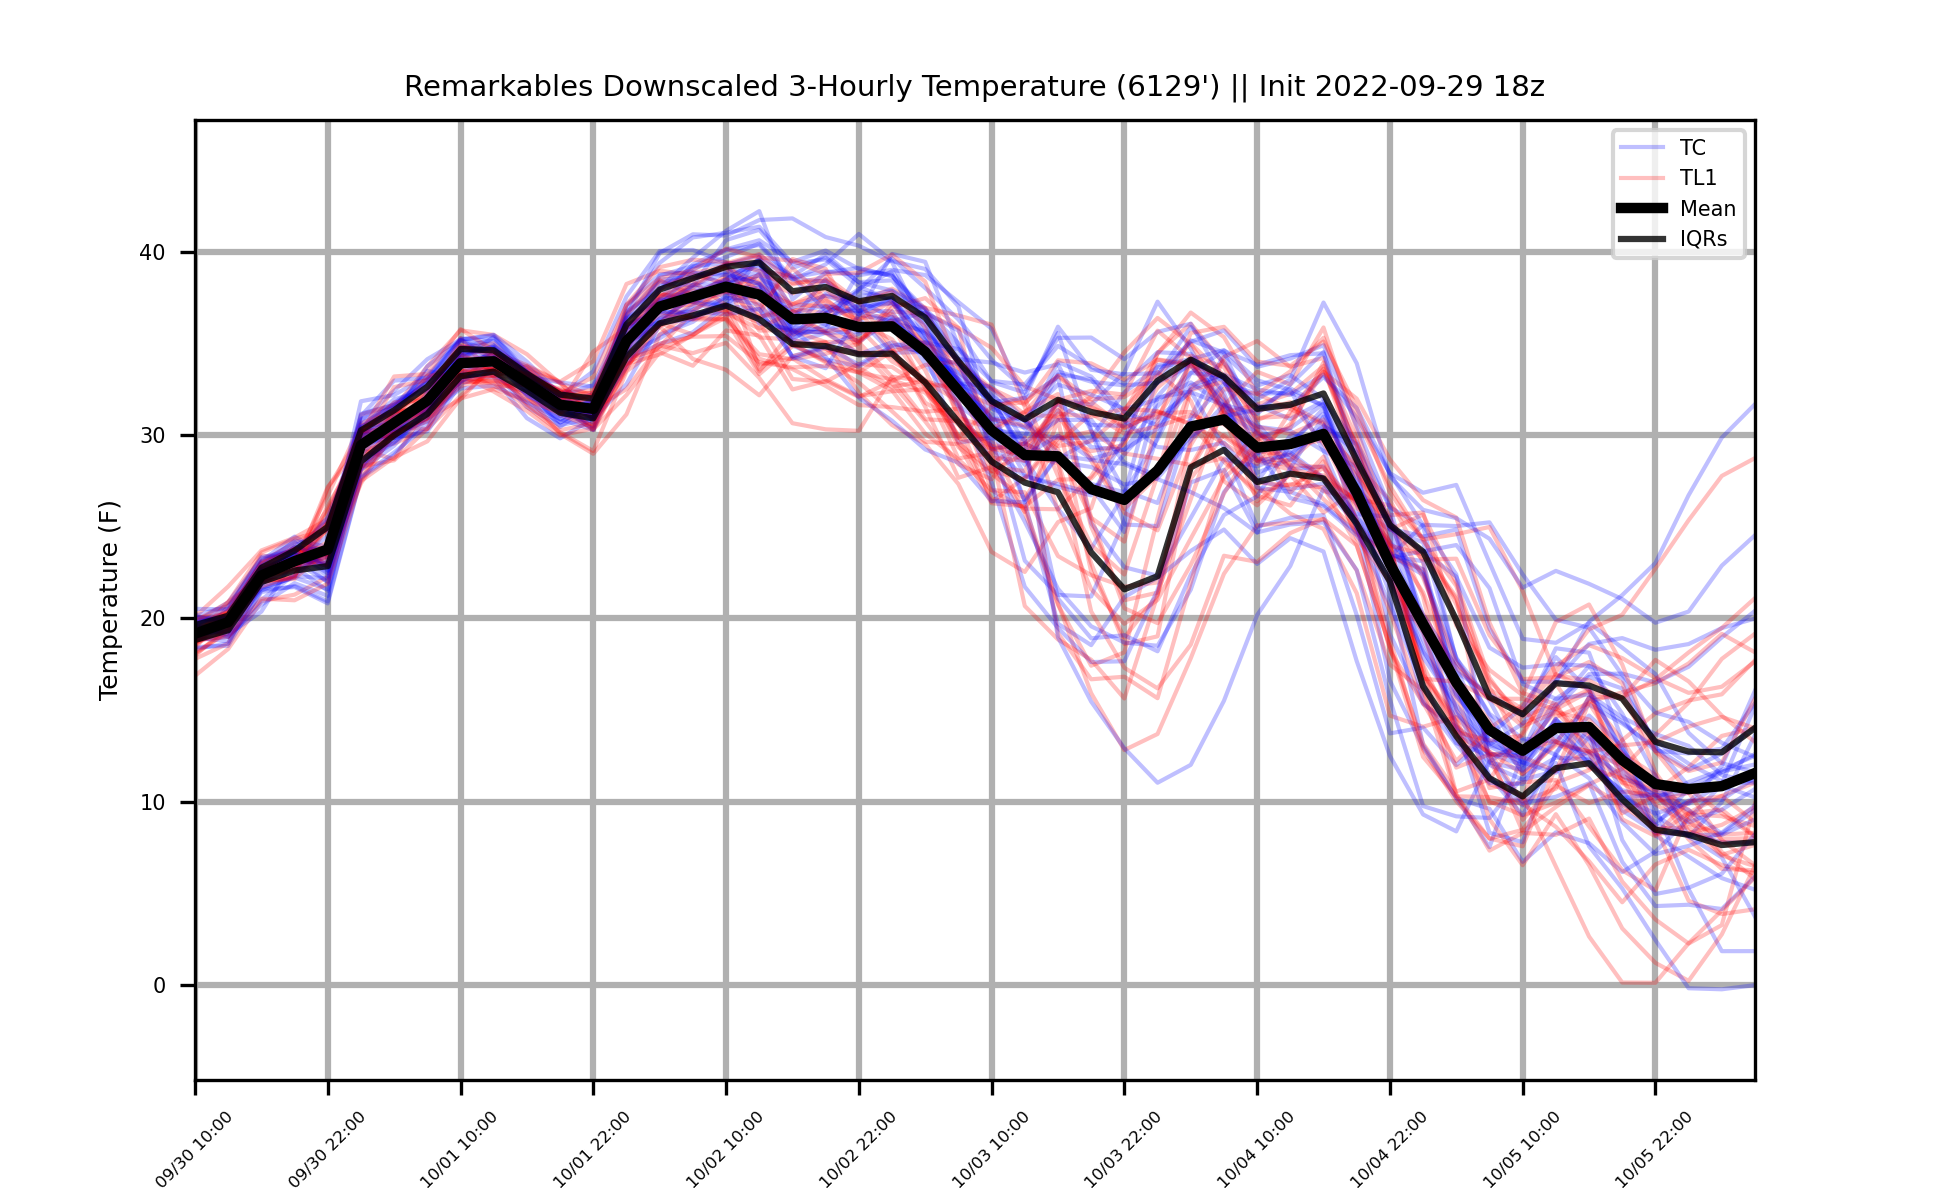 Remarkables Downscaled 3-Hourly Temperature (6129') || Init 2022-09-29 18z
TC
TL1
Mean
IQRs
Temperature (F)
40
30
20
10
0
09/30 10:00
09/30 22:00
10/01 10:00
10/01 22:00
10/02 10:00
10/02 22:00
10/03 10:00
10/03 22:00
10/04 10:00
10/04 22:00
10/05 10:00
10/05 22:00